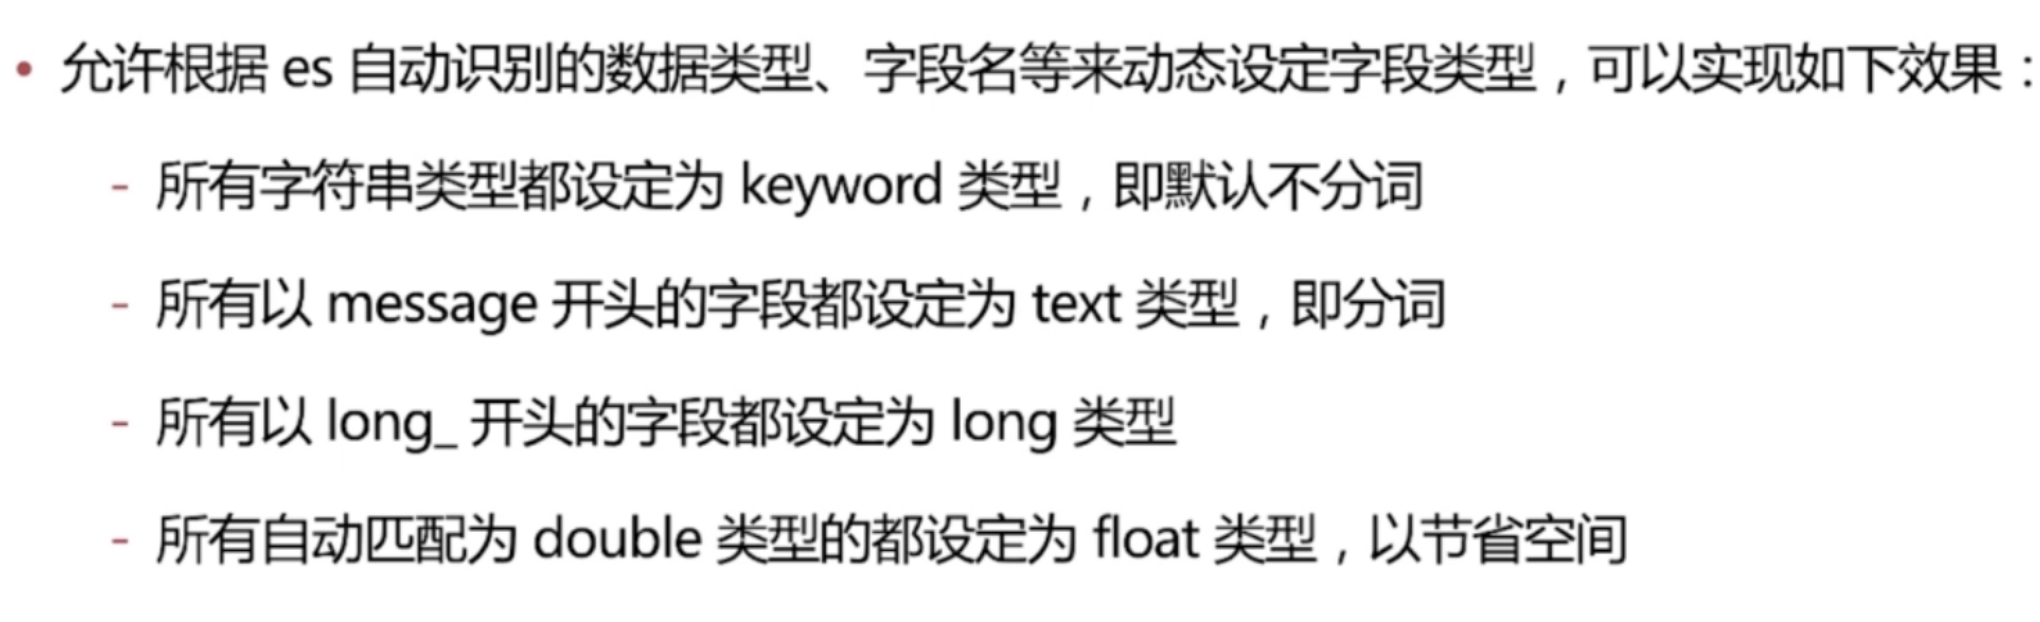 • 允许根据 es 自动识别的数据类型、字段名等来动态设定字段类型，可以实现如下效果：
- 所有字符串类型都设定为 keyword 类型，即默认不分词
- 所有以 message 开头的字段都设定为 text 类型，即分词
- 所有以 long_ 开头的字段都设定为 long 类型
- 所有自动匹配为 double 类型的都设定为 float 类型，以节省空间